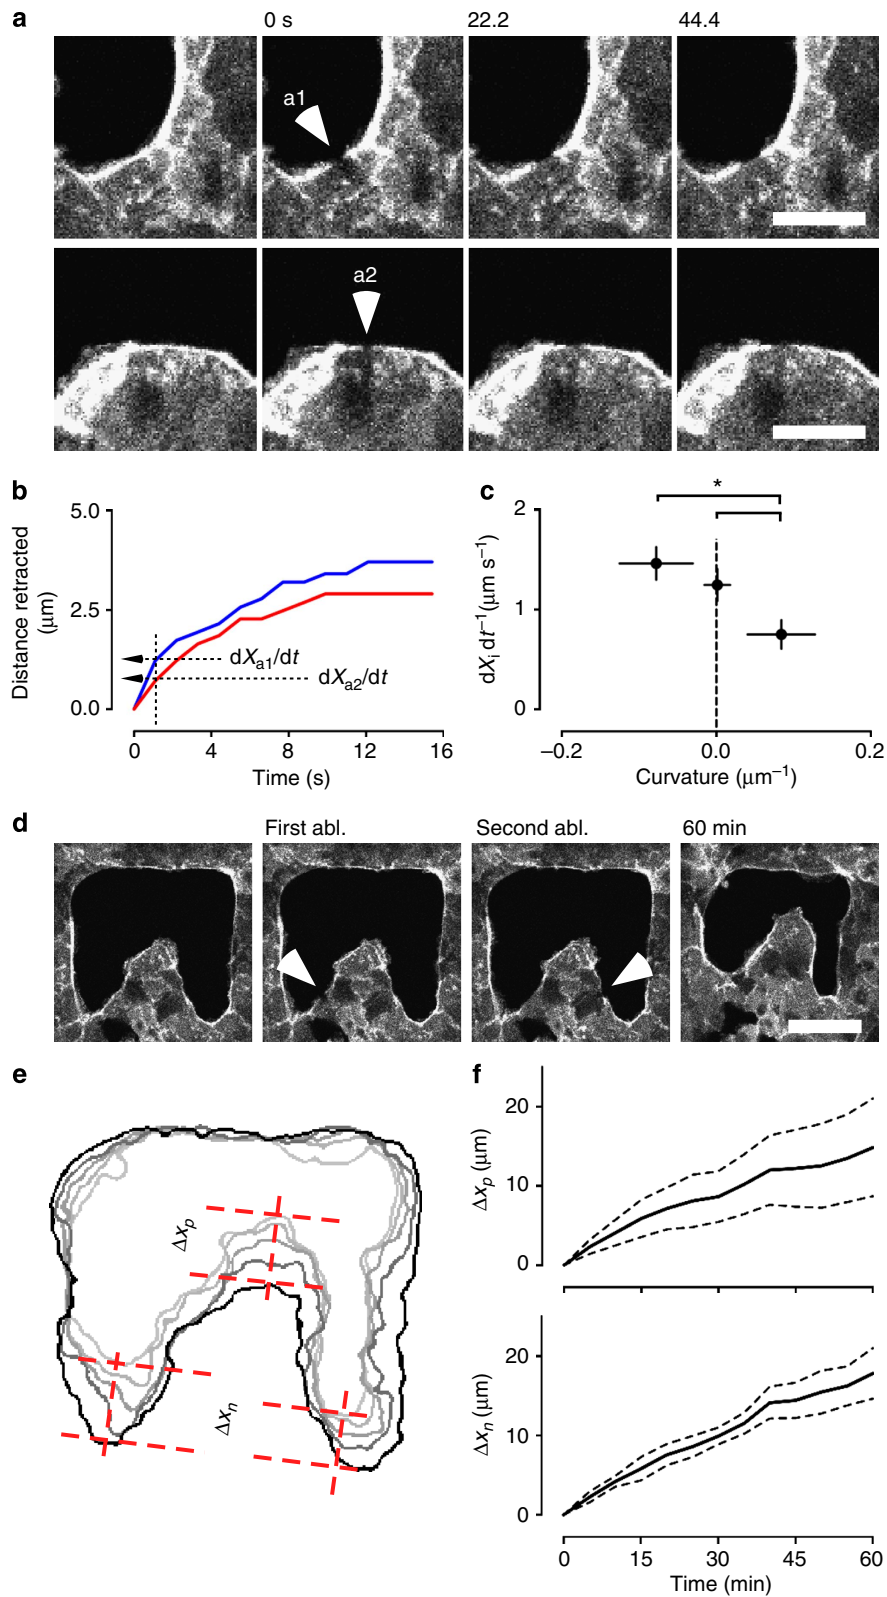 a
0 s 22.2 44.4
a1
a2
b
5.0
2.5
0.0
Distance retracted
(μm)
dXa1/dt
dXa2/dt
0 4 8 12 16
Time (s)
c
*
2
1
0
dXi dt−1 (μm s−1)
−0.2 0.0 0.2
Curvature (μm−1)
d
First abl. Second abl. 60 min
e
Δxp
Δxn
f
20
10
0
Δxp (μm)
20
10
0
Δxn (μm)
0 15 30 45 60
Time (min)